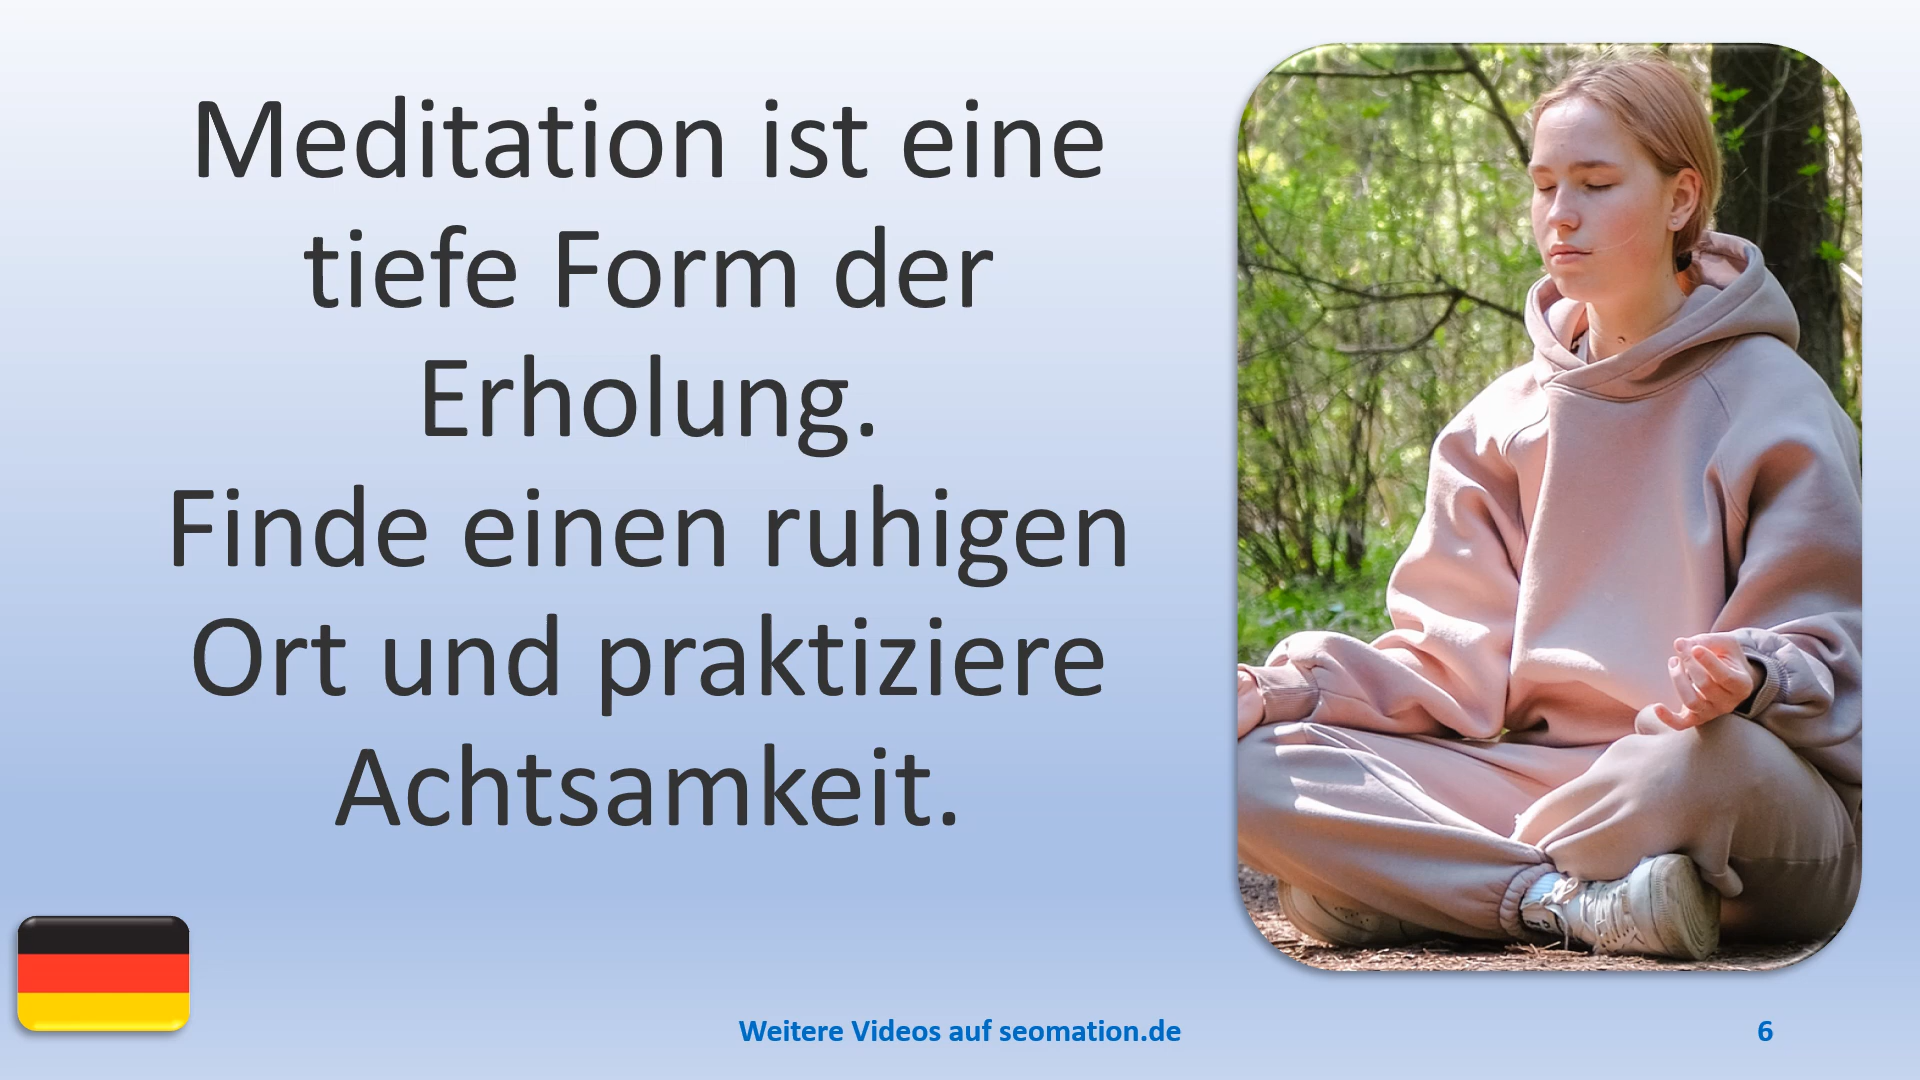 Meditation ist eine
tiefe Form der
Erholung.
Finde einen ruhigen
Ort und praktiziere
Achtsamkeit.
Weitere Videos auf seomation.de
6